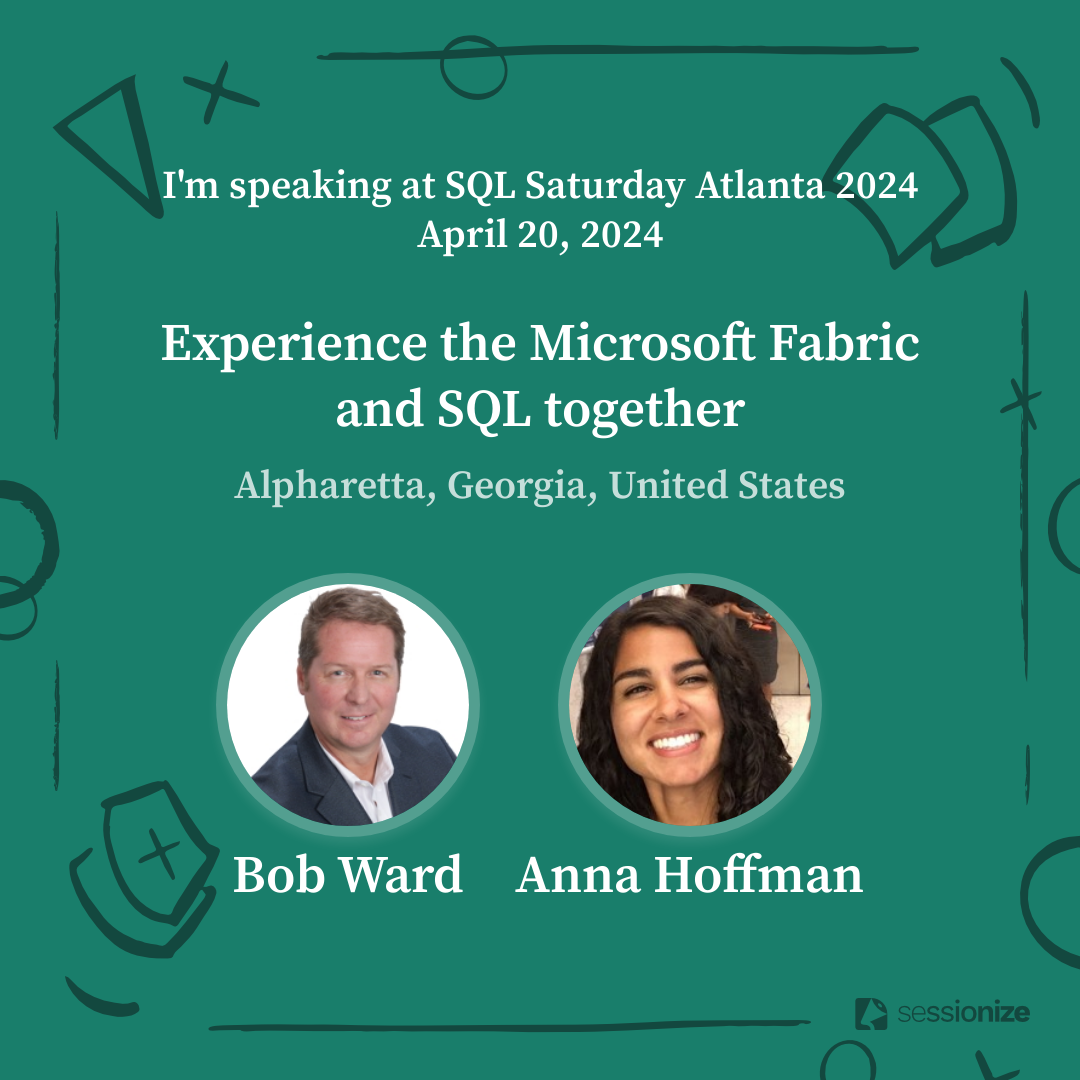 I'm speaking at SQL Saturday Atlanta 2024
April 20, 2024
Experience the Microsoft Fabric
and SQL together
Alpharetta, Georgia, United States
Bob Ward
Anna Hoffman
sessionize